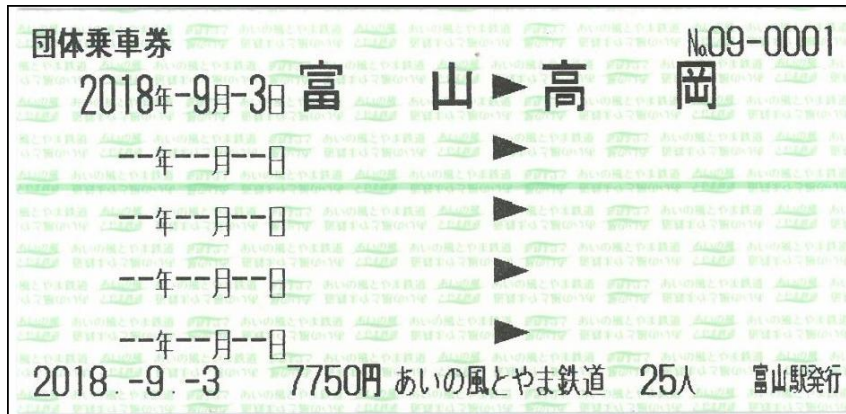 団体乗車券 №09-0001
2018年-9月-3日 富山▶高岡
--年--月--日 ▶
--年--月--日 ▶
--年--月--日 ▶
--年--月--日 ▶
2018.-9.-3 7750円 あいの風とやま鉄道 25人 富山駅発行